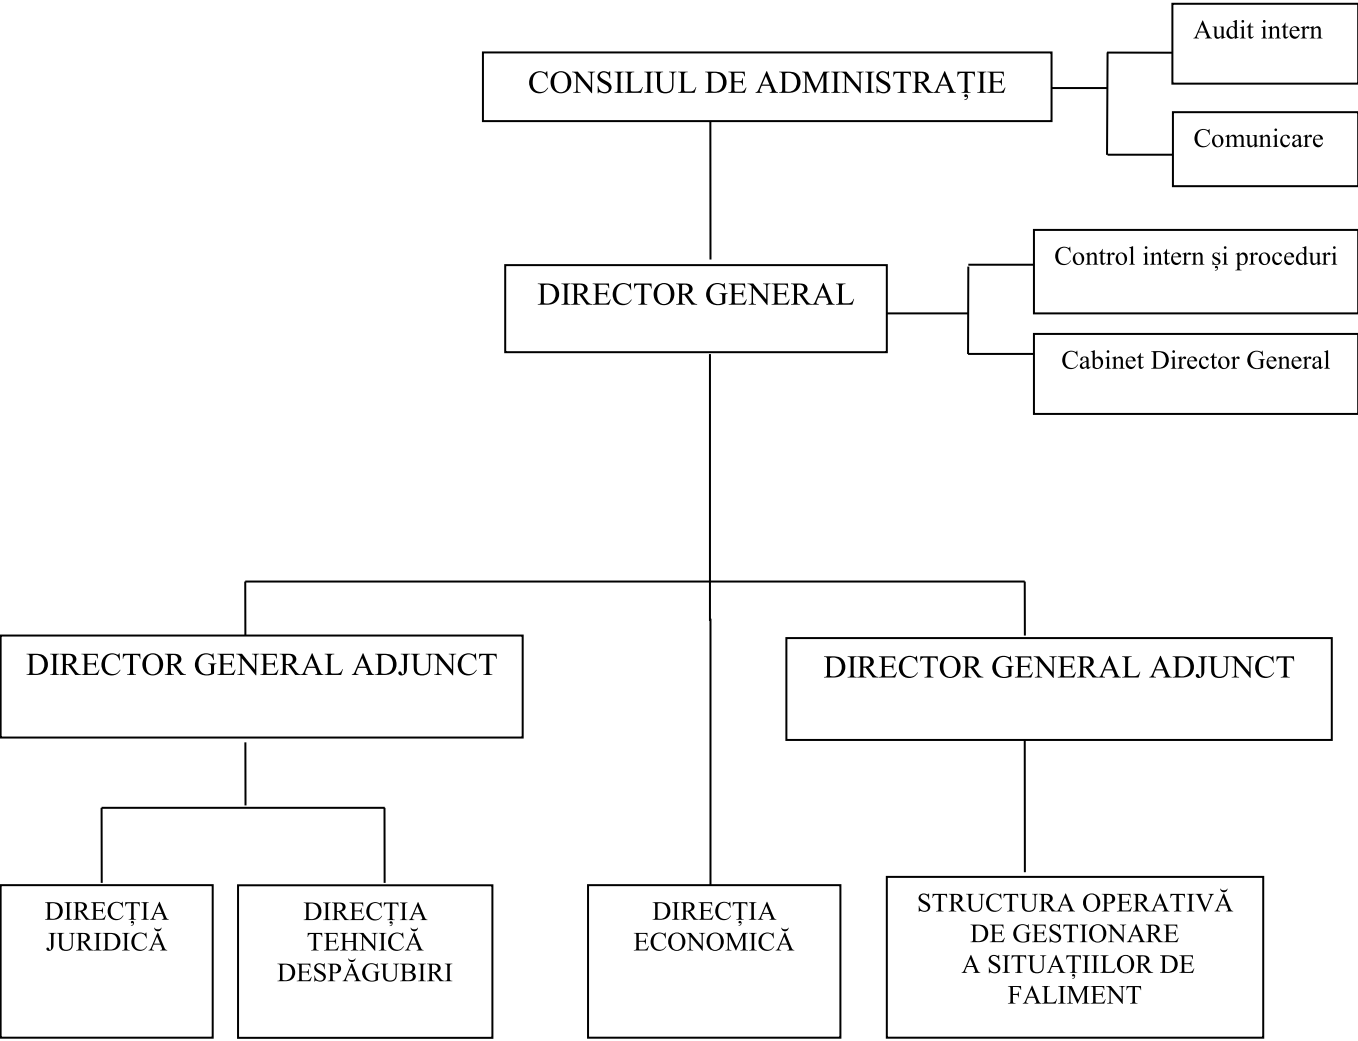 Audit intern
CONSILIUL DE ADMINISTRAȚIE
Comunicare
Control intern și proceduri
DIRECTOR GENERAL
Cabinet Director General
DIRECTOR GENERAL ADJUNCT
DIRECTOR GENERAL ADJUNCT
DIRECȚIA
JURIDICĂ
DIRECȚIA
TEHNICĂ
DESPĂGUBIRI
DIRECȚIA
ECONOMICĂ
STRUCTURA OPERATIVĂ
DE GESTIONARE
A SITUAȚIILOR DE
FALIMENT